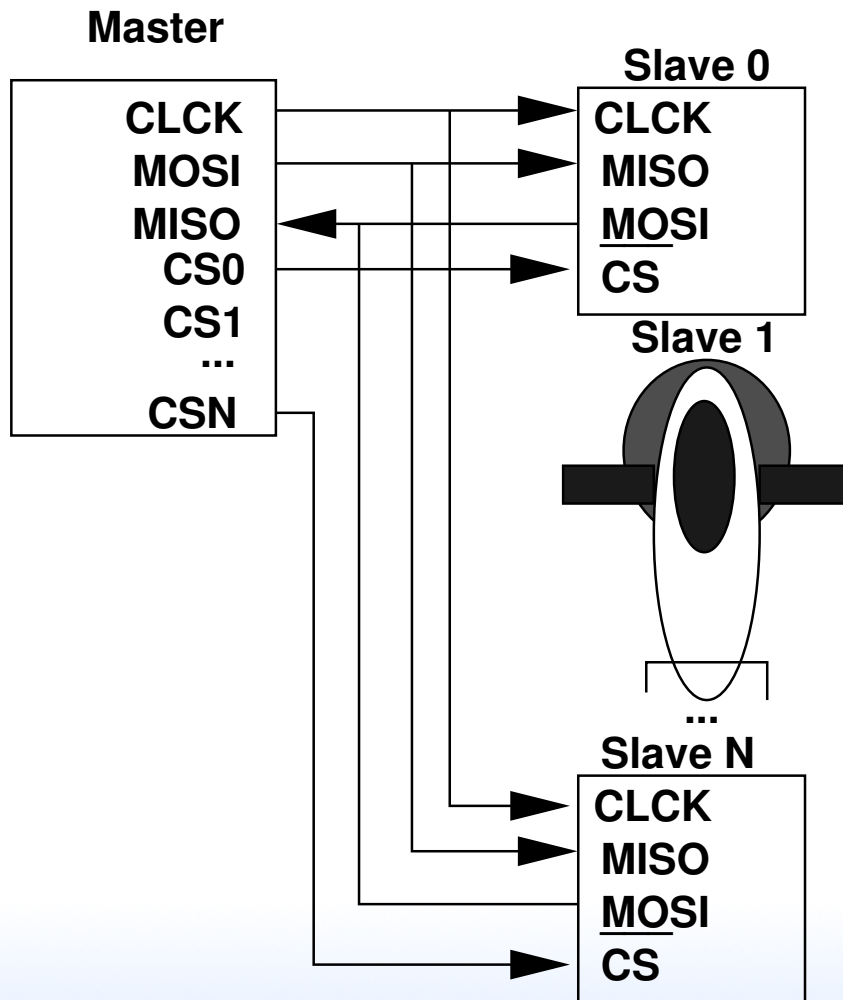 Master
CLCK
MOSI
MISO
CS0
CS1
...
CSN
Slave 0
CLCK
MISO
MOSI
CS
Slave 1
...
Slave N
CLCK
MISO
MOSI
CS